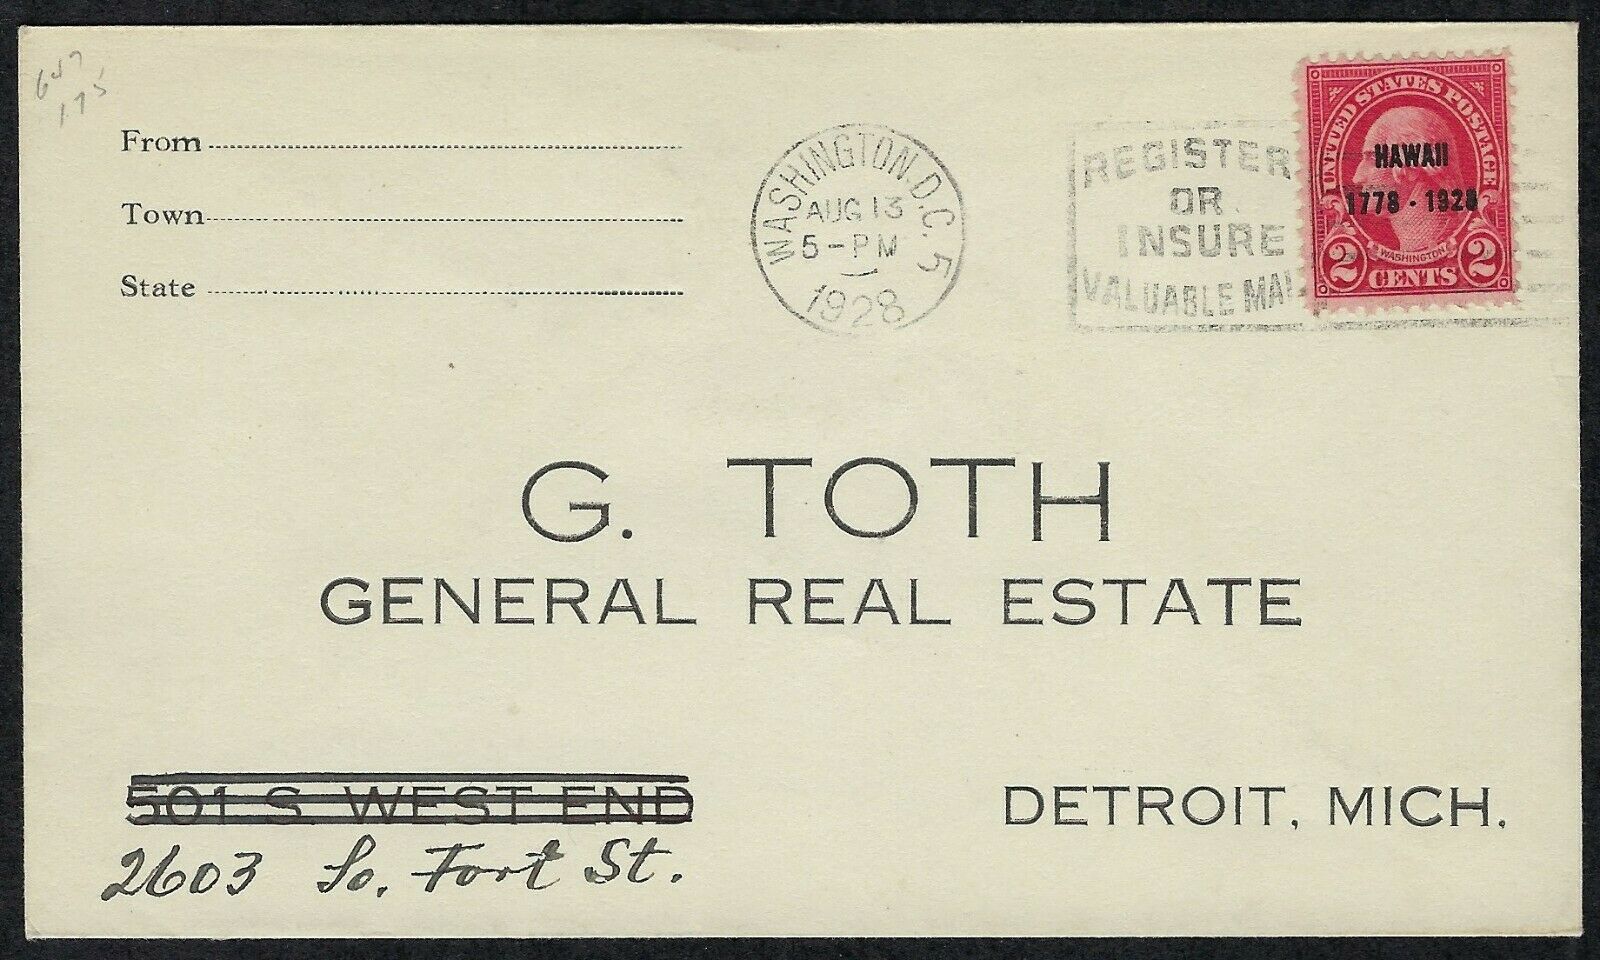 647
175
From
Town
State
WASHINGTON, D.C. 5
AUG 13
5-PM
1928
REGISTER
OR
INSURE
VALUABLE MAI
UNITED STATES POSTAGE
HAWAII
1778 - 1928
WASHINGTON
2 CENTS 2
G. TOTH
GENERAL REAL ESTATE
501 S. WEST END
DETROIT, MICH.
2603 So. Fort St.